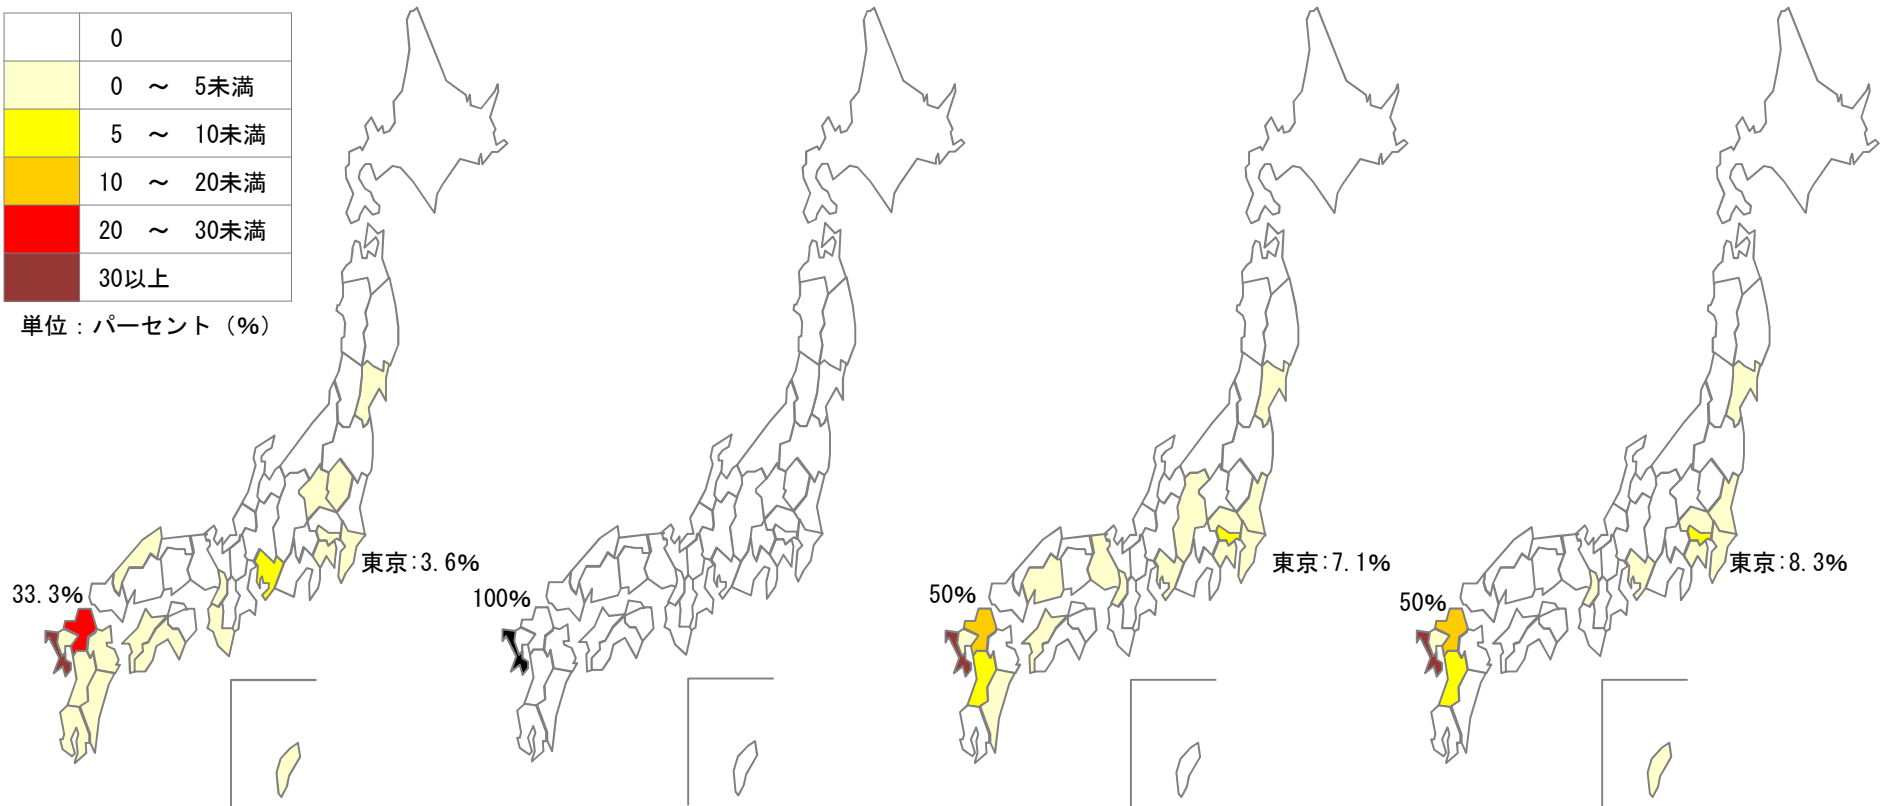 0
0 ～ 5未満
5 ～ 10未満
10 ～ 20未満
20 ～ 30未満
30以上
単位：パーセント（%）
33.3%
東京:3.6%
100%
50%
東京:7.1%
50%
東京:8.3%